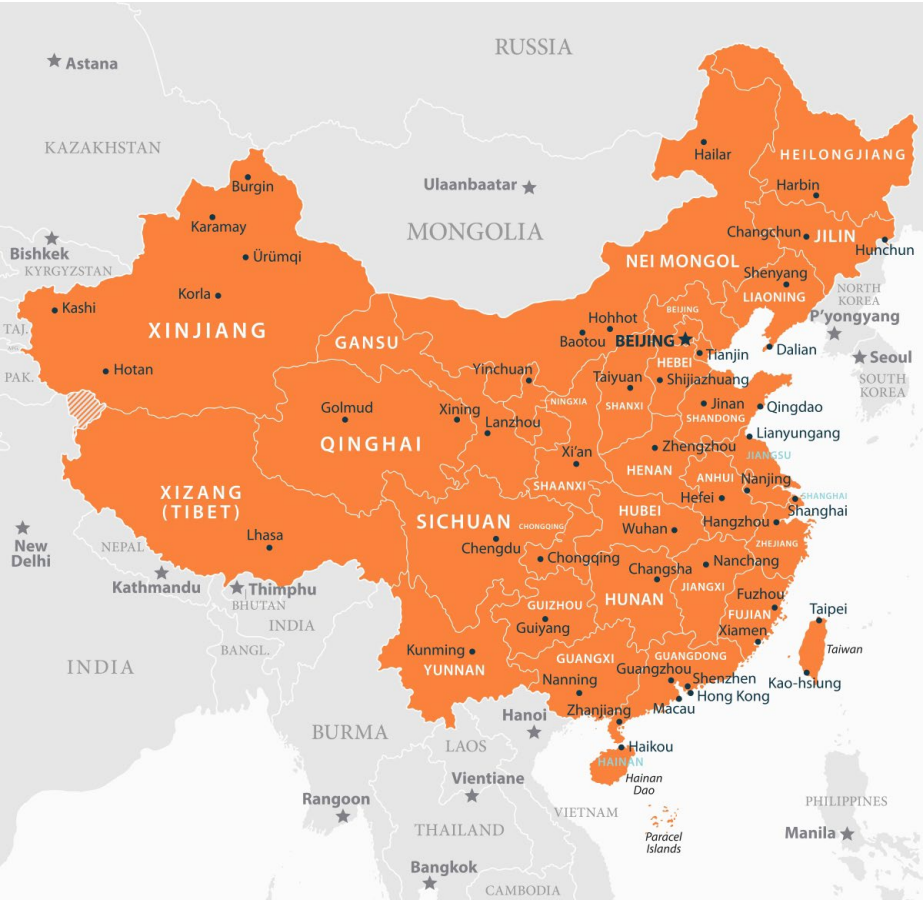 RUSSIA
Astana
KAZAKHSTAN
Hailar
HEILONGJIANG
Burgin
Ulaanbaatar
Harbin
Karamay
MONGOLIA
Changchun
JILIN
Bishkek
Ürümqi
Hunchun
KYRGYZSTAN
NEI MONGOL
Shenyang
Korla
LIAONING
NORTH
KOREA
Kashi
BEIJING
P'yongyang
Hohhot
XINJIANG
TAJ.
GANSU
Baotou
BEIJING
Dalian
Tianjin
Seoul
HEBEI
Hotan
Yinchuan
Taiyuan
Shijiazhuang
PAK.
SOUTH
KOREA
NINGXIA
SHANXI
Jinan
Qingdao
Golmud
Xining
SHANDONG
Lanzhou
Lianyungang
QINGHAI
Zhengzhou
Xi'an
JIANGSU
HENAN
ANHUI
Nanjing
SHAANXI
XIZANG
(TIBET)
Hefei
SHANGHAI
HUBEI
Shanghai
SICHUAN
CHONGQING
Wuhan
Hangzhou
New
Delhi
Lhasa
NEPAL
Chengdu
ZHEJIANG
Chongqing
Nanchang
Changsha
Kathmandu
Thimphu
JIANGXI
BHUTAN
GUIZHOU
HUNAN
Fuzhou
Taipei
INDIA
Guiyang
FUJIAN
Xiamen
BANGL.
Kunming
Taiwan
INDIA
YUNNAN
GUANGXI
GUANGDONG
Guangzhou
Nanning
Shenzhen
Kao-hsiung
Hong Kong
Macau
Zhanjiang
Hanoi
BURMA
LAOS
Haikou
HAINAN
Hainan
Dao
Vientiane
Rangoon
VIETNAM
PHILIPPINES
THAILAND
Paracel
Islands
Manila
Bangkok
CAMBODIA